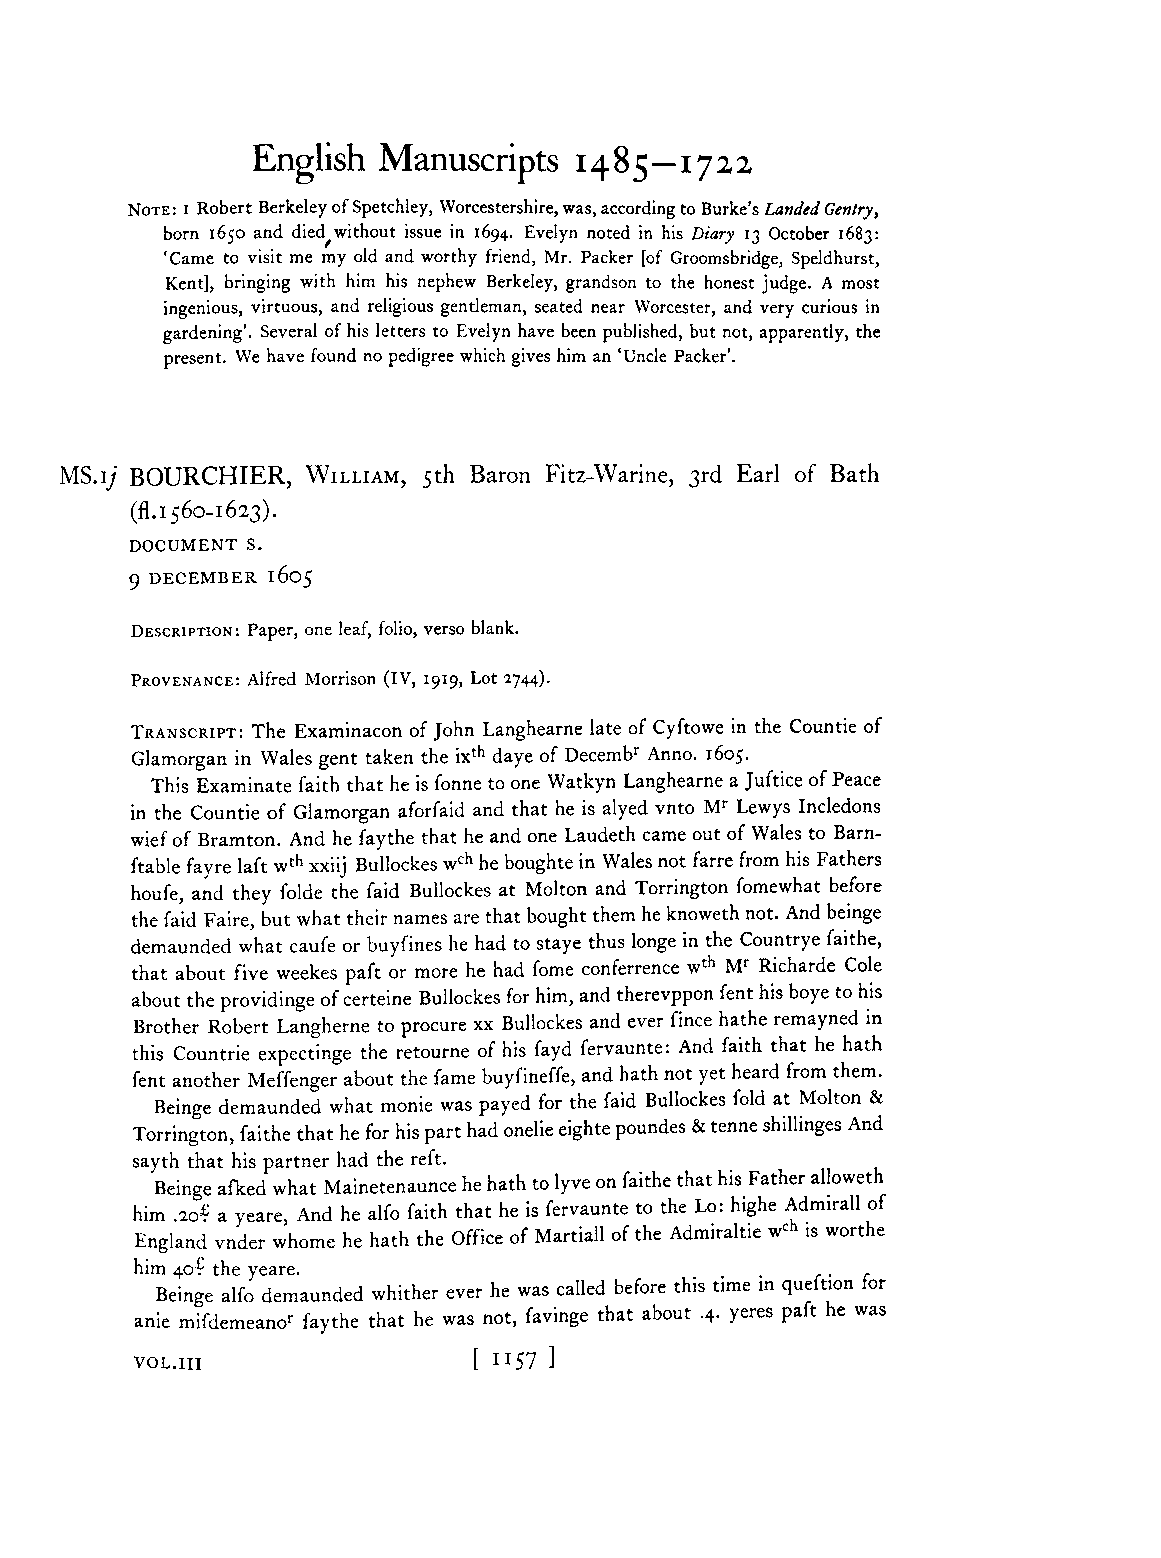 English Manuscripts 1485–1722
NOTE: 1 Robert Berkeley of Spetchley, Worcestershire, was, according to Burke's Landed Gentry,
born 1650 and died, without issue in 1694. Evelyn noted in his Diary 13 October 1683:
'Came to visit me my old and worthy friend, Mr. Packer [of Groomsbridge, Speldhurst,
Kent], bringing with him his nephew Berkeley, grandson to the honest judge. A most
ingenious, virtuous, and religious gentleman, seated near Worcester, and very curious in
gardening'. Several of his letters to Evelyn have been published, but not, apparently, the
present. We have found no pedigree which gives him an 'Uncle Packer'.
MS.1j BOURCHIER, WILLIAM, 5th Baron Fitz-Warine, 3rd Earl of Bath
(fl.1560-1623).
DOCUMENT S.
9 DECEMBER 1605
DESCRIPTION: Paper, one leaf, folio, verso blank.
PROVENANCE: Alfred Morrison (IV, 1919, Lot 2744).
TRANSCRIPT: The Examinacon of John Langhearne late of Cyſtowe in the Countie of
Glamorgan in Wales gent taken the ixth daye of Decembr Anno. 1605.
This Examinate ſaith that he is ſonne to one Watkyn Langhearne a Juſtice of Peace
in the Countie of Glamorgan aforſaid and that he is alyed vnto Mr Lewys Incledons
wief of Bramton. And he ſaythe that he and one Laudeth came out of Wales to Barn-
ſtable fayre laſt wth xxiij Bullockes wch he boughte in Wales not farre from his Fathers
houſe, and they ſolde the ſaid Bullockes at Molton and Torrington ſomewhat before
the ſaid Faire, but what their names are that bought them he knoweth not. And beinge
demaunded what cauſe or buyſines he had to staye thus longe in the Countrye ſaithe,
that about five weekes paſt or more he had ſome conferrence wth Mr Richarde Cole
about the providinge of certeine Bullockes for him, and therevppon ſent his boye to his
Brother Robert Langherne to procure xx Bullockes and ever ſince hathe remayned in
this Countrie expectinge the retourne of his ſayd ſervaunte: And ſaith that he hath
ſent another Meſſenger about the ſame buyſineſſe, and hath not yet heard from them.
Beinge demaunded what monie was payed for the ſaid Bullockes ſold at Molton &
Torrington, ſaithe that he for his part had onelie eighte poundes & tenne shillinges And
sayth that his partner had the reſt.
Beinge aſked what Mainetenaunce he hath to lyve on ſaithe that his Father alloweth
him .20£ a yeare, And he alſo ſaith that he is ſervaunte to the Lo: highe Admirall of
England vnder whome he hath the Office of Martiall of the Admiraltie wch is worthe
him 40£ the yeare.
Beinge alſo demaunded whither ever he was called before this time in queſtion for
anie miſdemeanor ſaythe that he was not, ſavinge that about .4. yeres paſt he was
VOL.III [ 1157 ]